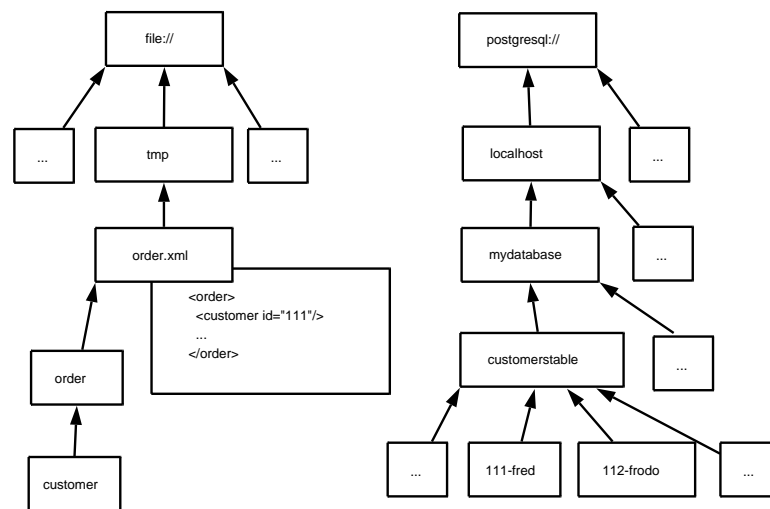 file://
postgresql://
...
tmp
...
localhost
...
order.xml
mydatabase
...
<order>
<customer id="111"/>
...
</order>
order
customerstable
...
customer
...
111-fred
112-frodo
...